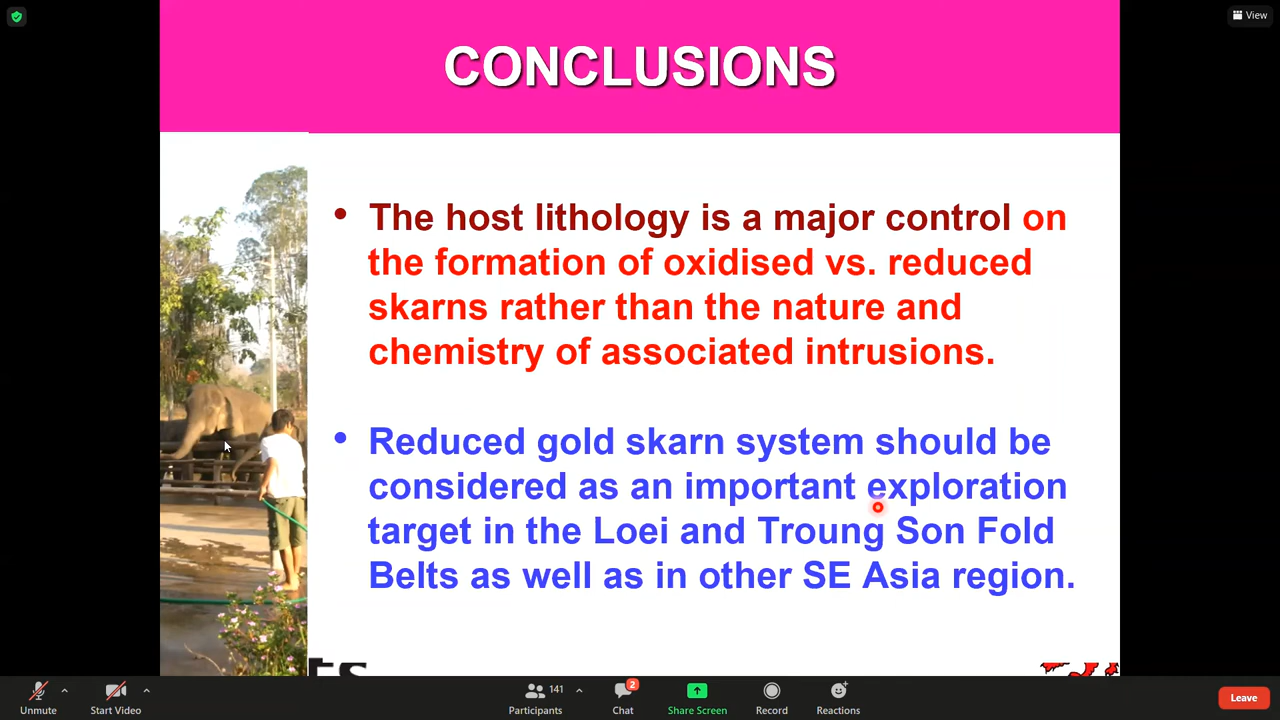 View
CONCLUSIONS
• The host lithology is a major control on
the formation of oxidised vs. reduced
skarns rather than the nature and
chemistry of associated intrusions.
• Reduced gold skarn system should be
considered as an important exploration
target in the Loei and Troung Son Fold
Belts as well as in other SE Asia region.
Unmute
Start Video
141
Participants
2
Chat
Share Screen
Record
Reactions
Leave